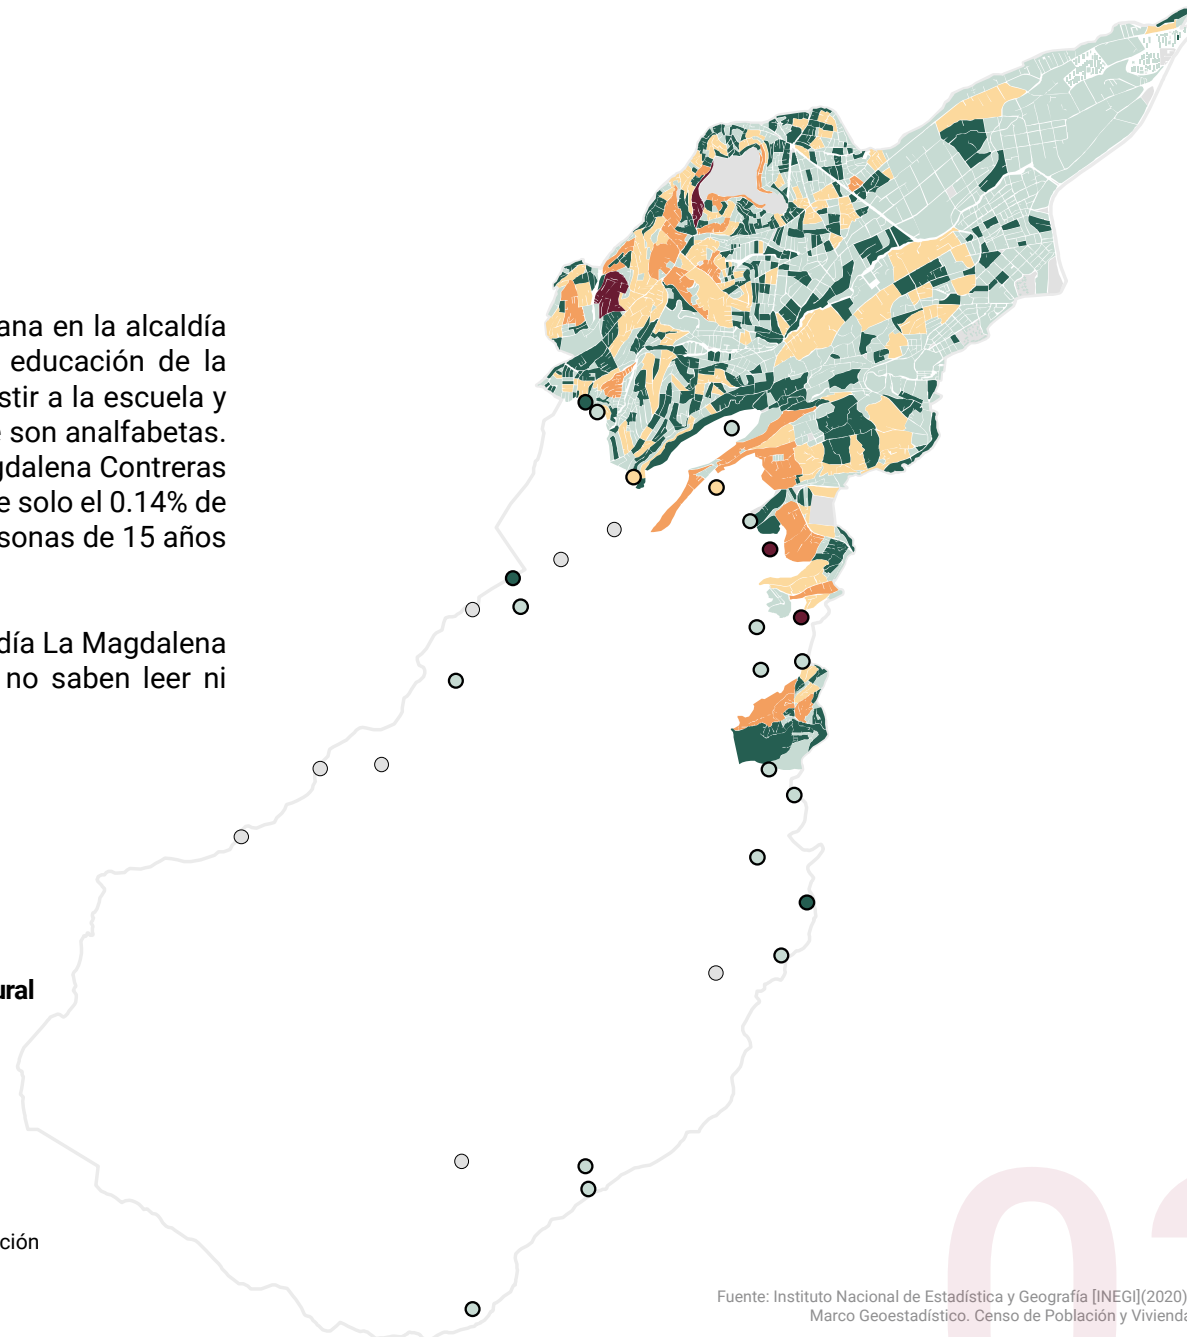 ana en la alcaldía
educación de la
stir a la escuela y
e son analfabetas.
gdalena Contreras
e solo el 0.14% de
sonas de 15 años
día La Magdalena
no saben leer ni
ural
ción
Fuente: Instituto Nacional de Estadística y Geografía [INEGI](2020)
Marco Geoestadístico. Censo de Población y Vivienda